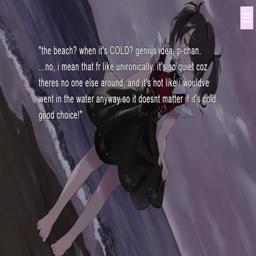 "the beach? when it's COLD? genius idea, p-chan.
...no, i mean that fr like unironically. it's so quiet coz
theres no one else around, and it's not like i wouldve
went in the water anyway so it doesnt matter if it's cold.
good choice!"